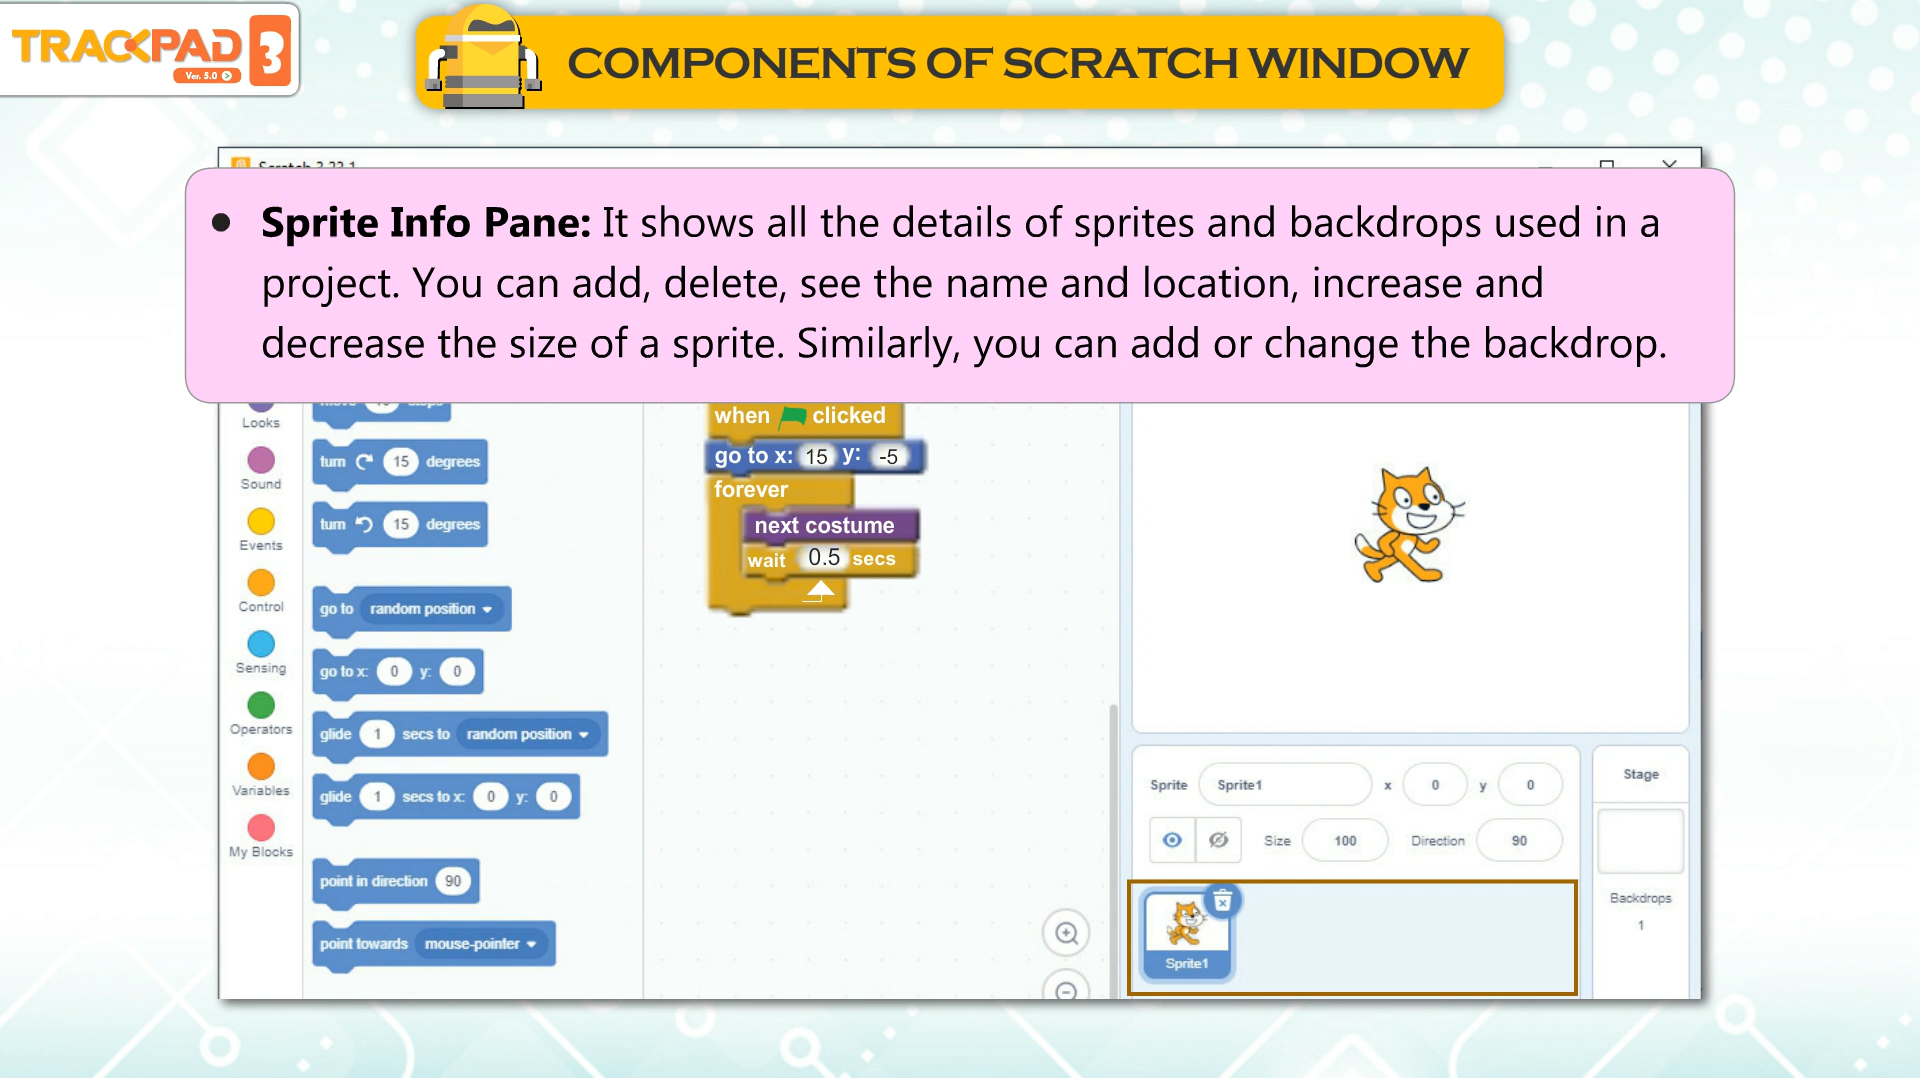 TRACKPAD 3
Ver. 5.0
COMPONENTS OF SCRATCH WINDOW
• Sprite Info Pane: It shows all the details of sprites and backdrops used in a
project. You can add, delete, see the name and location, increase and
decrease the size of a sprite. Similarly, you can add or change the backdrop.
Looks
Sound
Events
Control
Sensing
Operators
Variables
My Blocks
turn 15 degrees
turn 15 degrees
go to random position
go to x: 0 y: 0
glide 1 secs to random position
glide 1 secs to x: 0 y: 0
point in direction 90
point towards mouse-pointer
when clicked
go to x: 15 y: -5
forever
next costume
wait 0.5 secs
Sprite Sprite1 x 0 y 0
Size 100 Direction 90
Sprite1
Stage
Backdrops
1